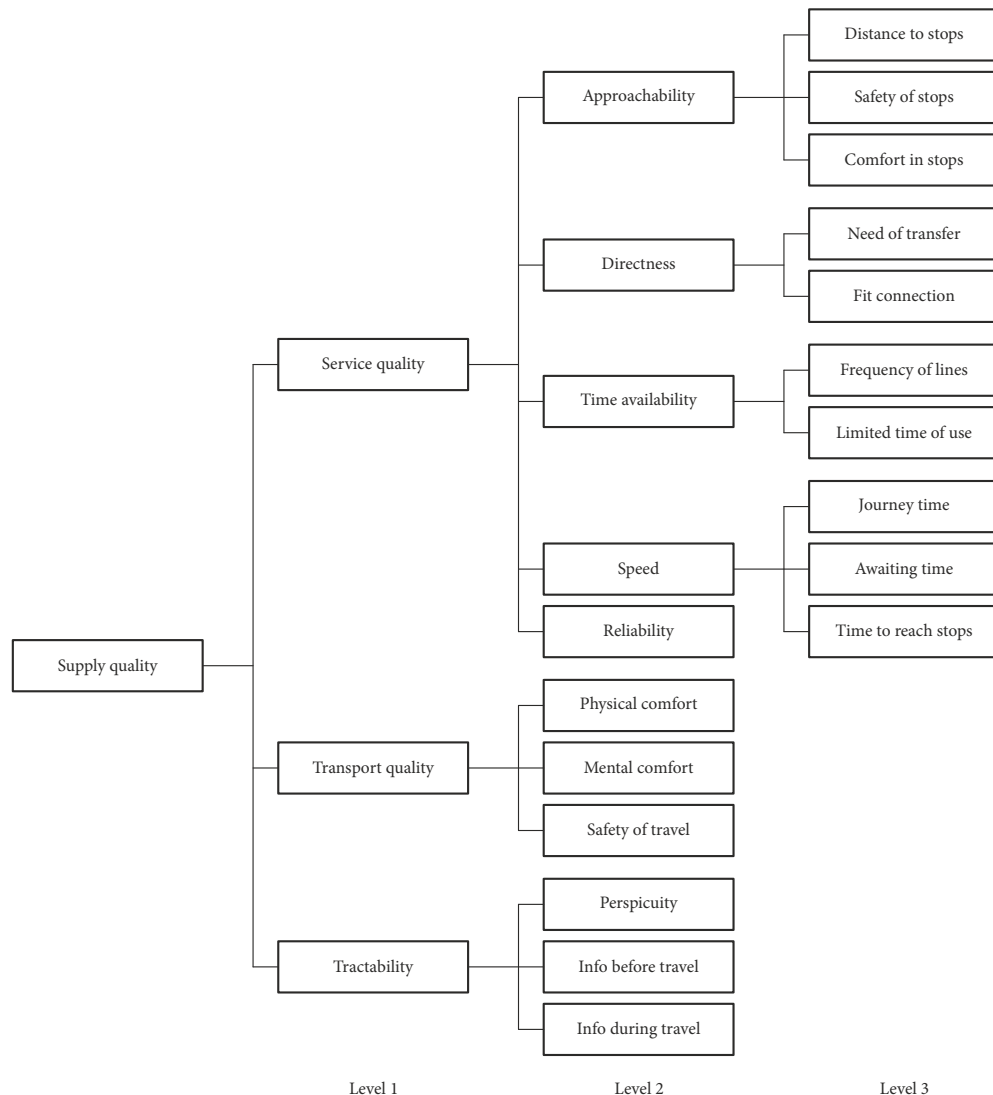 Distance to stops
Approachability
Safety of stops
Comfort in stops
Need of transfer
Directness
Fit connection
Service quality
Frequency of lines
Time availability
Limited time of use
Journey time
Speed
Awaiting time
Reliability
Time to reach stops
Supply quality
Physical comfort
Transport quality
Mental comfort
Safety of travel
Perspicuity
Tractability
Info before travel
Info during travel
Level 1
Level 2
Level 3